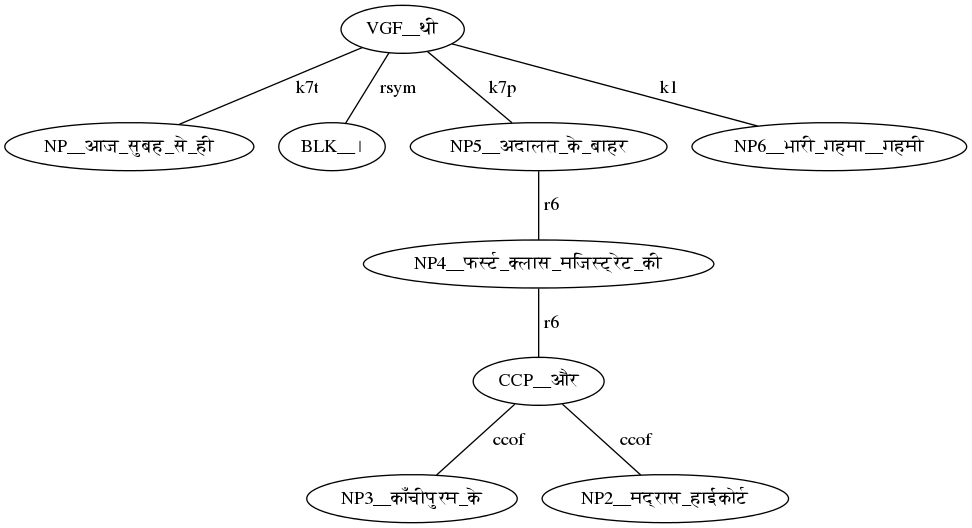 VGF__थी
k7t rsym k7p k1
NP__आज_सुबह_से_ही BLK__। NP5__अदालत_के_बाहर NP6__भारी_गहमा__गहमी
r6
NP4__फर्स्ट_क्लास_मजिस्ट्रेट_की
r6
CCP__और
ccof ccof
NP3__काँचीपुरम_के NP2__मद्रास_हाईकोर्ट